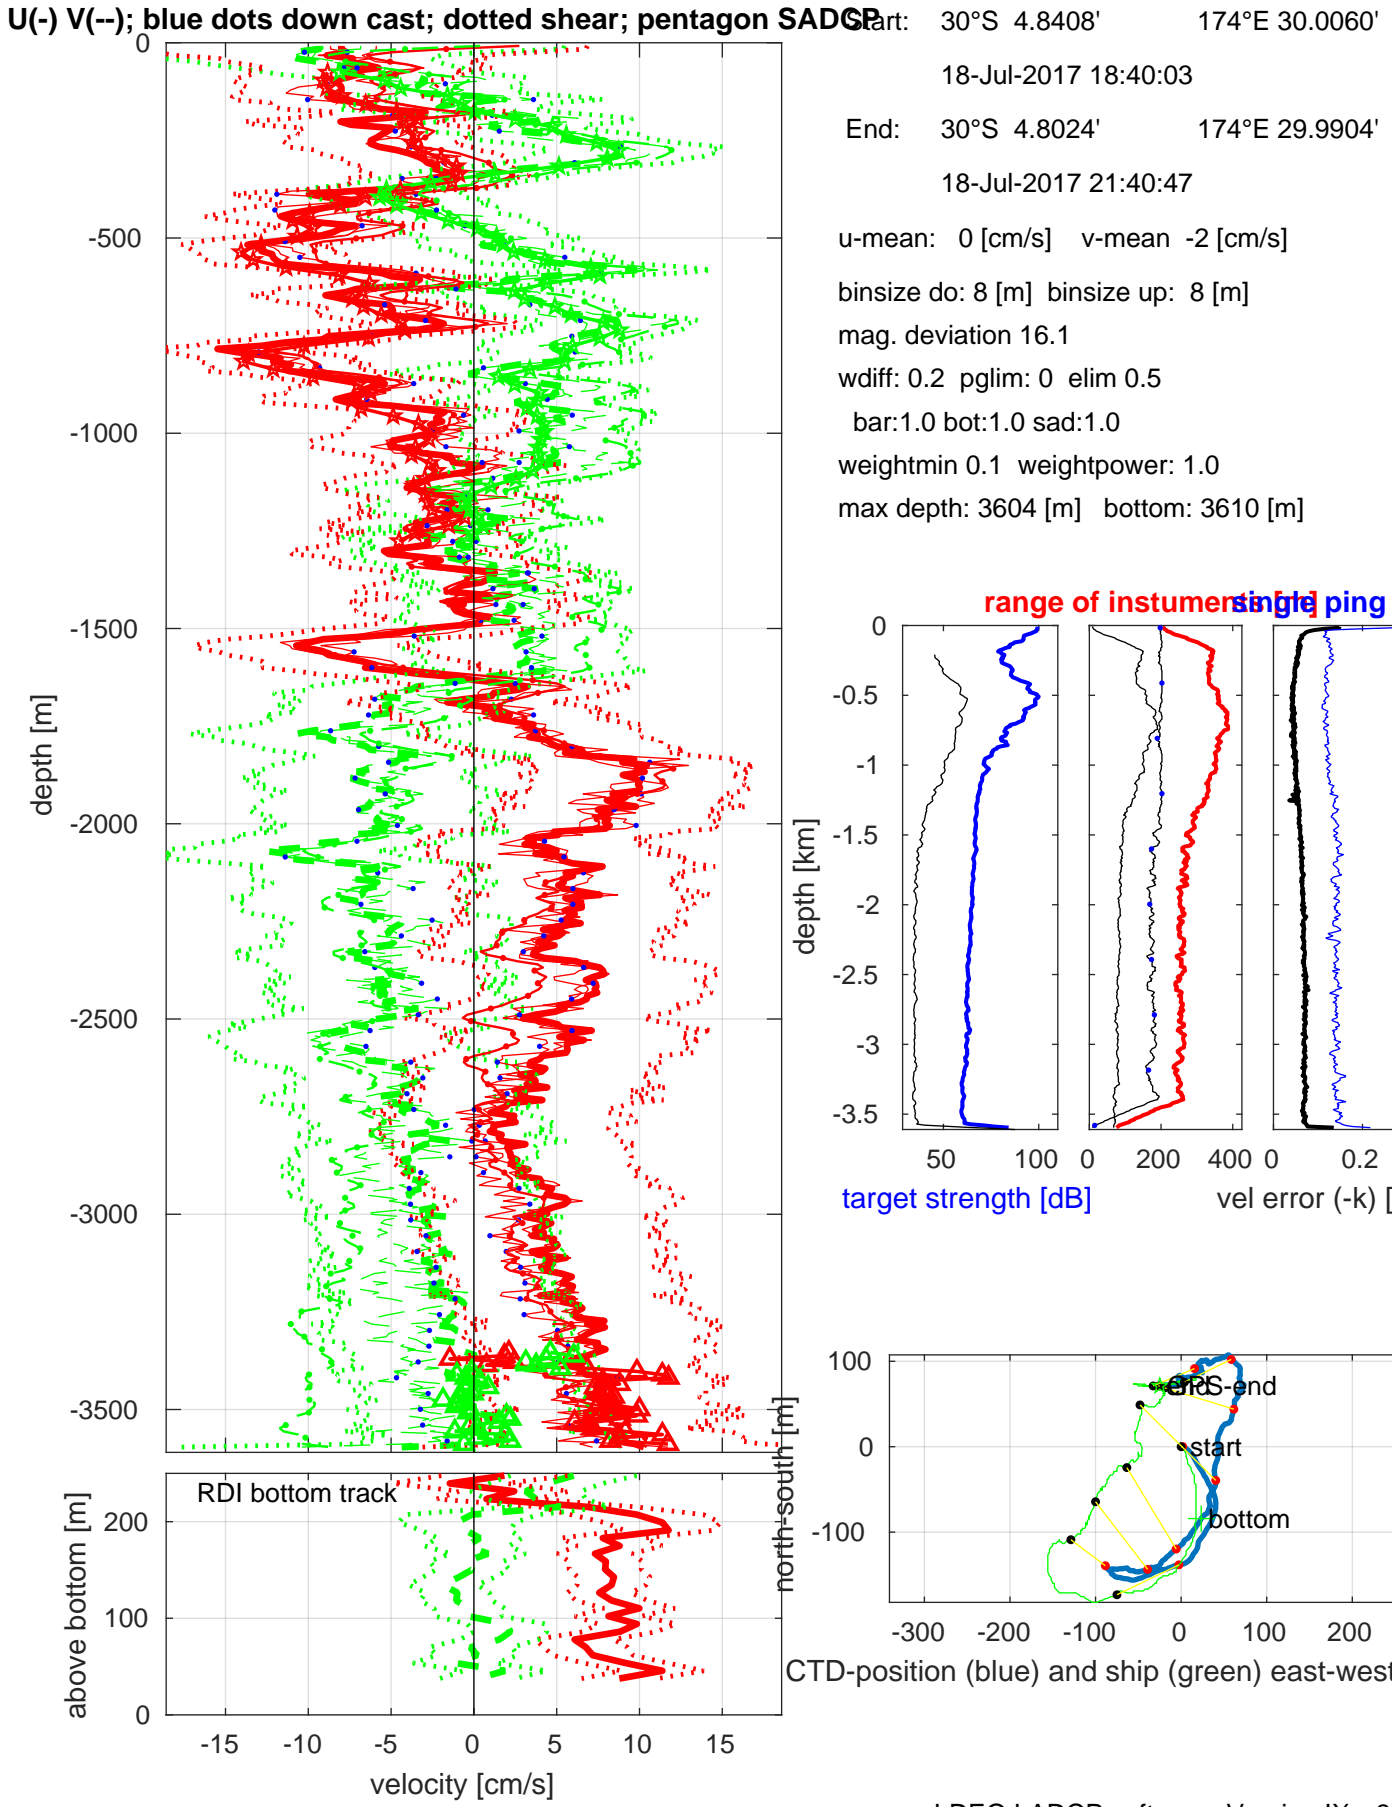 U(-) V(--); blue dots down cast; dotted shear; pentagon SADCP
Start: 30°S 4.8408' 174°E 30.0060'
18-Jul-2017 18:40:03
End: 30°S 4.8024' 174°E 29.9904'
18-Jul-2017 21:40:47
u-mean: 0 [cm/s] v-mean -2 [cm/s]
binsize do: 8 [m] binsize up: 8 [m]
mag. deviation 16.1
wdiff: 0.2 pglim: 0 elim 0.5
bar:1.0 bot:1.0 sad:1.0
weightmin 0.1 weightpower: 1.0
max depth: 3604 [m] bottom: 3610 [m]
0
-500
-1000
-1500
-2000
-2500
-3000
-3500
depth [m]
range of instuments [m]
single ping
0
-0.5
-1
-1.5
-2
-2.5
-3
-3.5
depth [km]
50 100
0 200 400
0 0.2
target strength [dB]
vel error (-k) [
RDI bottom track
200
100
0
above bottom [m]
-15 -10 -5 0 5 10 15
velocity [cm/s]
100
0
-100
north-south [m]
end
GPS-end
start
bottom
-300 -200 -100 0 100 200
CTD-position (blue) and ship (green) east-west